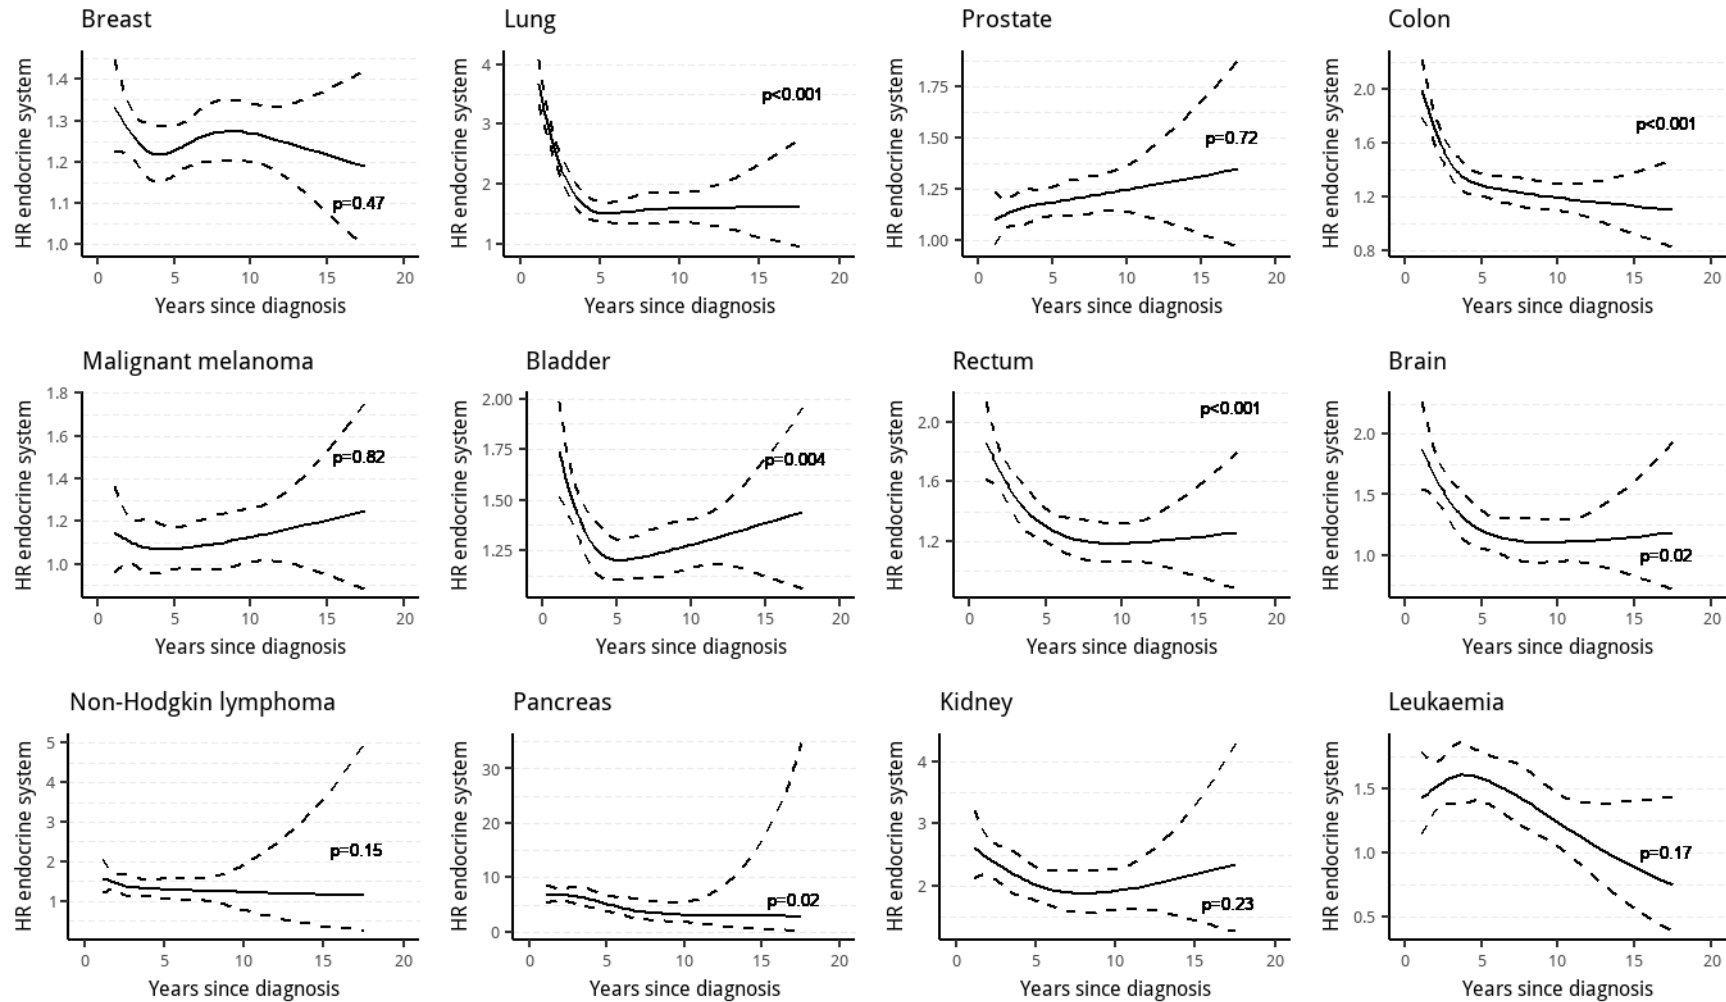 Breast
HR endocrine system
1.4
1.3
1.2
1.1
1.0
p=0.47
0 5 10 15 20
Years since diagnosis
Lung
HR endocrine system
4
3
2
1
p<0.001
0 5 10 15 20
Years since diagnosis
Prostate
HR endocrine system
1.75
1.50
1.25
1.00
p=0.72
0 5 10 15 20
Years since diagnosis
Colon
HR endocrine system
2.0
1.6
1.2
0.8
p<0.001
0 5 10 15 20
Years since diagnosis
Malignant melanoma
HR endocrine system
1.8
1.6
1.4
1.2
1.0
p=0.82
0 5 10 15 20
Years since diagnosis
Bladder
HR endocrine system
2.00
1.75
1.50
1.25
p=0.004
0 5 10 15 20
Years since diagnosis
Rectum
HR endocrine system
2.0
1.6
1.2
p<0.001
0 5 10 15 20
Years since diagnosis
Brain
HR endocrine system
2.0
1.5
1.0
p=0.02
0 5 10 15 20
Years since diagnosis
Non-Hodgkin lymphoma
HR endocrine system
5
4
3
2
1
p=0.15
0 5 10 15 20
Years since diagnosis
Pancreas
HR endocrine system
30
20
10
0
p=0.02
0 5 10 15 20
Years since diagnosis
Kidney
HR endocrine system
4
3
2
p=0.23
0 5 10 15 20
Years since diagnosis
Leukaemia
HR endocrine system
1.5
1.0
0.5
p=0.17
0 5 10 15 20
Years since diagnosis